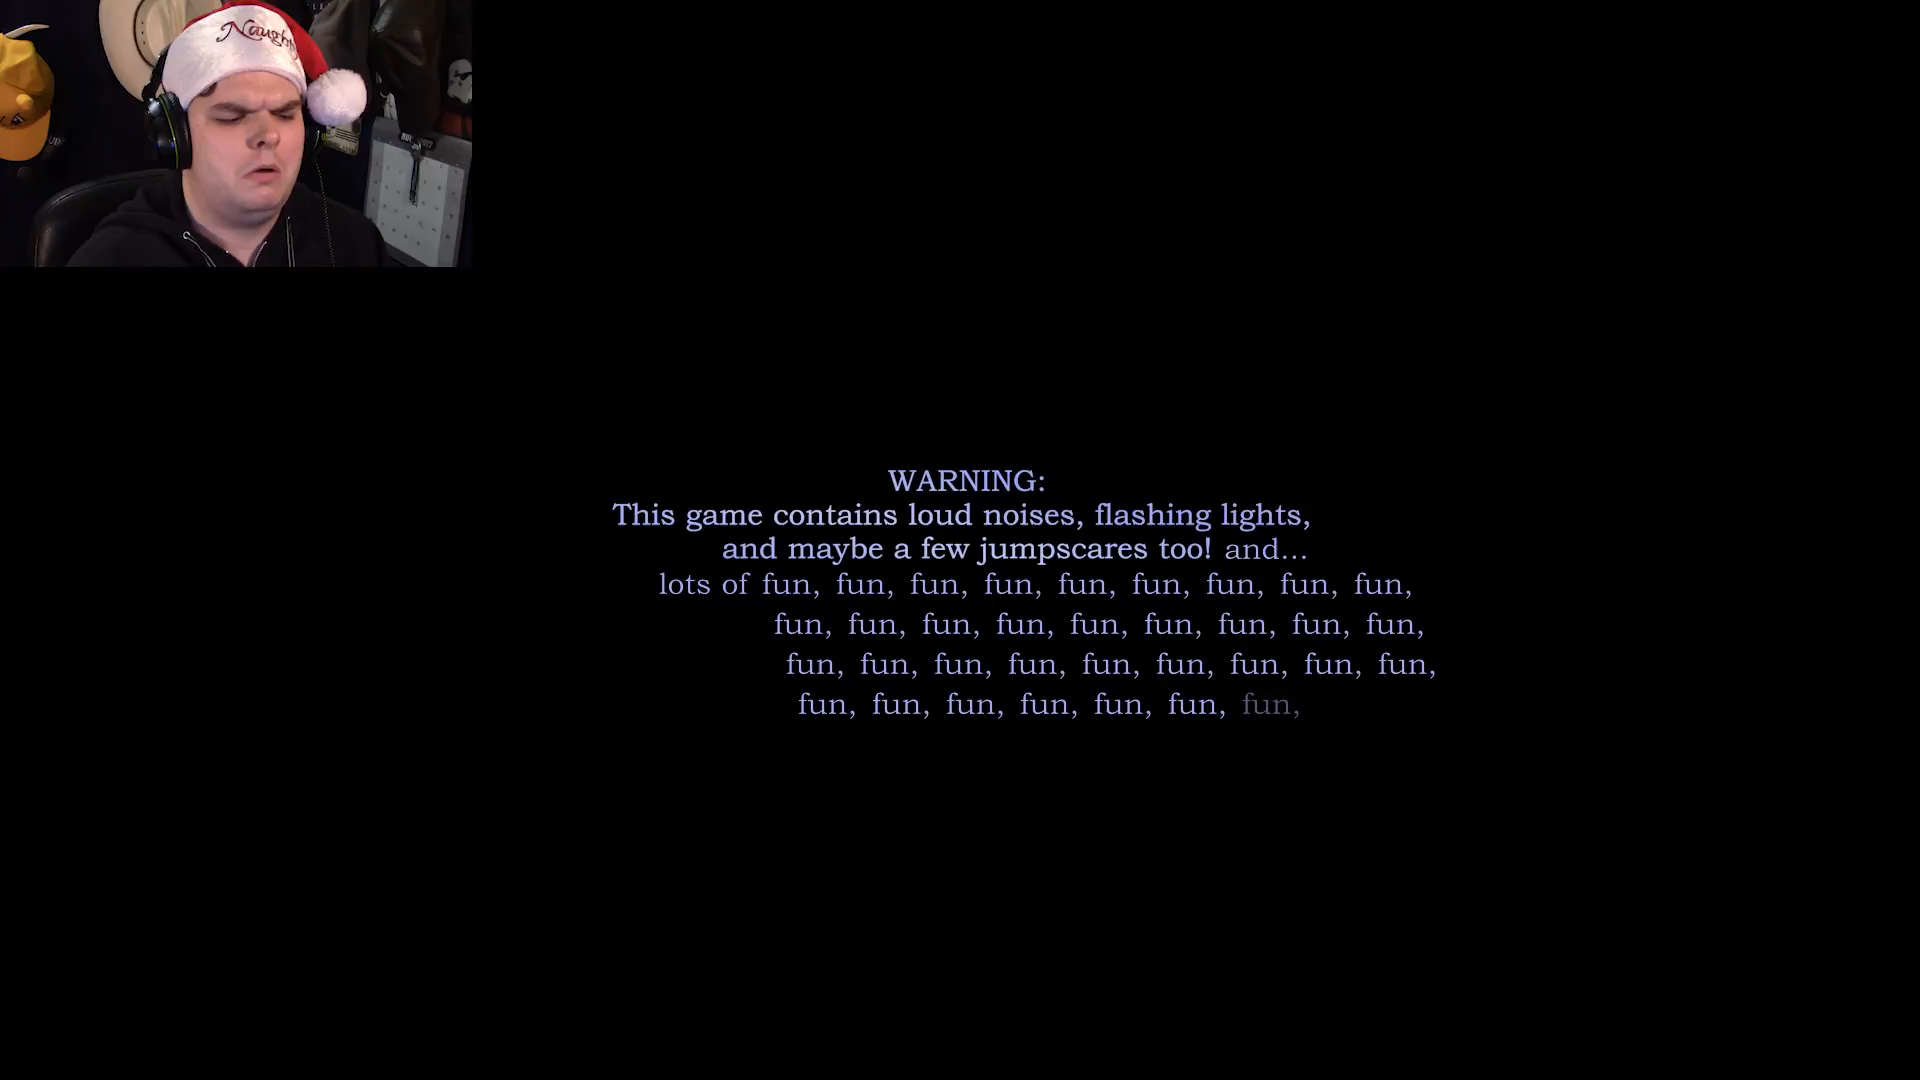 Naughty
WARNING:
This game contains loud noises, flashing lights,
and maybe a few jumpscares too! and...
lots of fun, fun, fun, fun, fun, fun, fun, fun, fun,
fun, fun, fun, fun, fun, fun, fun, fun, fun,
fun, fun, fun, fun, fun, fun, fun, fun, fun,
fun, fun, fun, fun, fun, fun, fun,